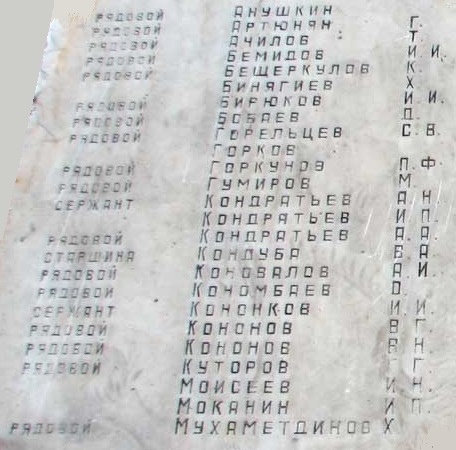 РЯДОВОЙ АНУШКИН
РЯДОВОЙ АРТЮНЯН Г.
РЯДОВОЙ АЧИЛОВ Т.
РЯДОВОЙ БЕМИДОВ И.И.
РЯДОВОЙ БЕЩЕРКУЛОВ К.
БИНЯГИЕВ Х
РЯДОВОЙ БИРЮКОВ И.И.
РЯДОВОЙ БОБАЕВ Д.
РЯДОВОЙ ГОРЕЛЬЦЕВ С.В.
ГОРКОВ
РЯДОВОЙ ГОРКУНОВ П.Ф.
РЯДОВОЙ ГУМИРОВ М.
СЕРЖАНТ КОНДРАТЬЕВ А Н
КОНДРАТЬЕВ И П.
РЯДОВОЙ КОНДРАТЬЕВ А.А.
СТАРШИНА КОНДУБА В А
РЯДОВОЙ КОНОВАЛОВ А И.
РЯДОВОЙ КОНОМБАЕВ О.
СЕРЖАНТ КОНОНКОВ И.И.
РЯДОВОЙ КОНОНОВ В Г.
РЯДОВОЙ КОНОНОВ Н
РЯДОВОЙ КУТОРОВ Г.
МОИСЕЕВ И Н.
МОКАНИН И П.
РЯДОВОЙ МУХАМЕТДИНОВ Х